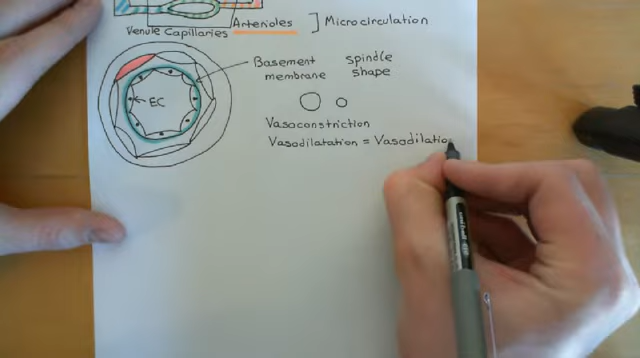 Venule Capillaries Arterioles ] Microcirculation
Basement membrane
spindle shape
EC
Vasoconstriction
Vasodilatation = Vasodilatio